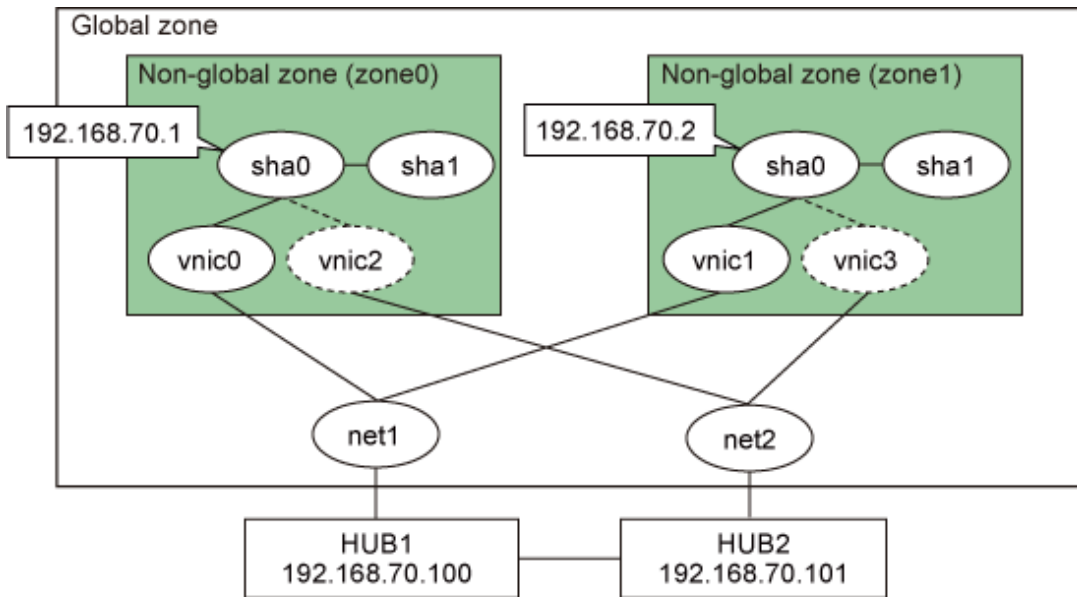 Global zone
Non-global zone (zone0)
Non-global zone (zone1)
192.168.70.1
192.168.70.2
sha0
sha1
sha0
sha1
vnic0
vnic2
vnic1
vnic3
net1
net2
HUB1
192.168.70.100
HUB2
192.168.70.101